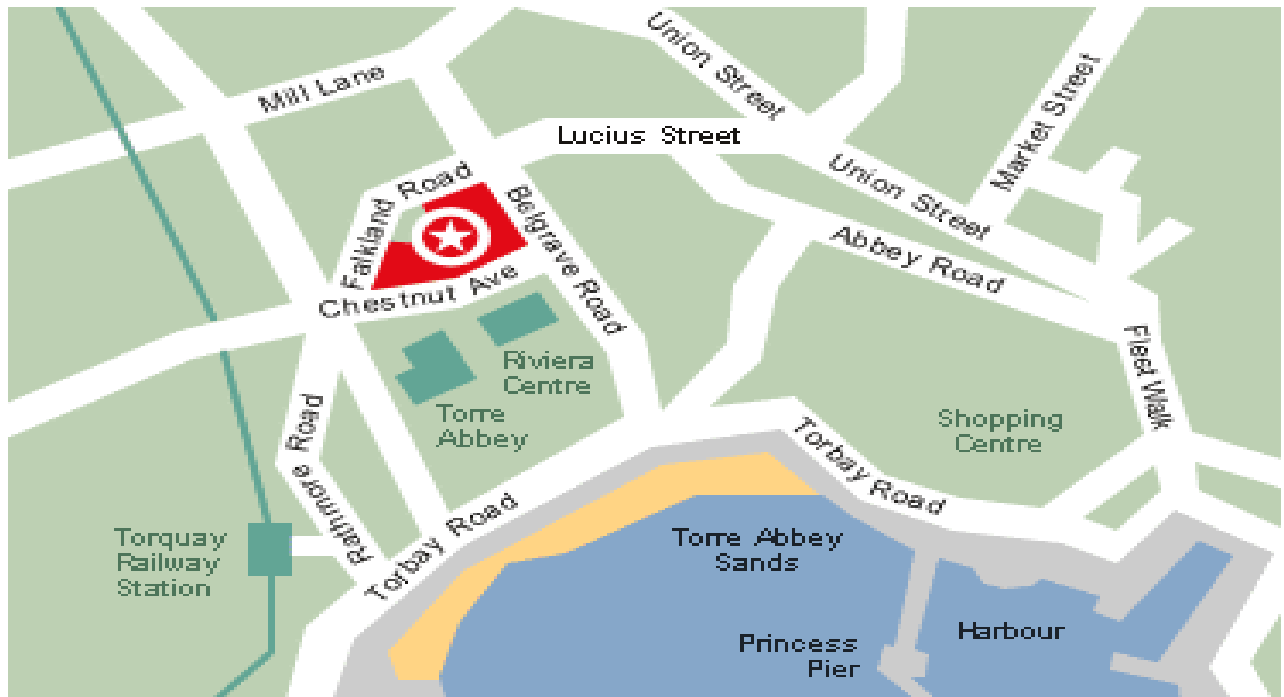 Union Street
Mill Lane
Market Street
Lucius Street
Union Street
Falkland Road
Belgrave Road
Abbey Road
Chestnut Ave
Riviera
Centre
Fleet Walk
Torre
Abbey
Shopping
Centre
Rathmore Road
Torbay Road
Torbay Road
Torquay
Railway
Station
Torre Abbey
Sands
Princess
Pier
Harbour